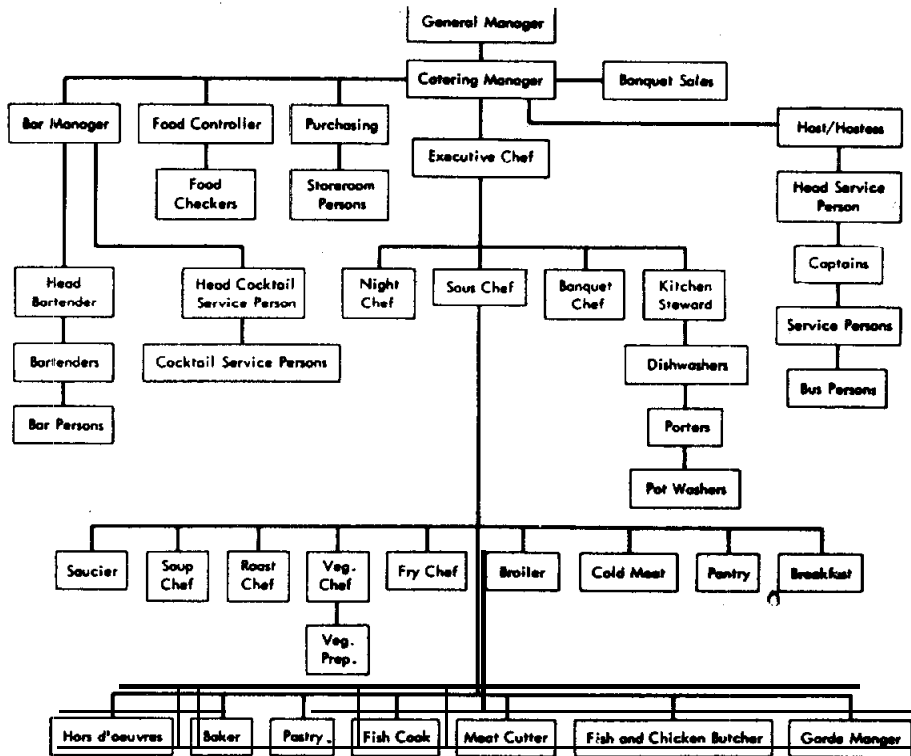 General Manager
Catering Manager
Banquet Sales
Bar Manager
Food Controller
Purchasing
Host/Hostess
Executive Chef
Food
Checkers
Storeroom
Persons
Head Service
Person
Captains
Head
Bartender
Head Cocktail
Service Person
Night
Chef
Sous Chef
Banquet
Chef
Kitchen
Steward
Service Persons
Bartenders
Cocktail Service Persons
Dishwashers
Bus Persons
Bar Persons
Porters
Pot Washers
Saucier
Soup
Chef
Roast
Chef
Veg.
Chef
Fry Chef
Broiler
Cold Meat
Pantry
Breakfast
Veg.
Prep.
Hors d'oeuvres
Baker
Pastry.
Fish Cook
Meat Cutter
Fish and Chicken Butcher
Garde Manger